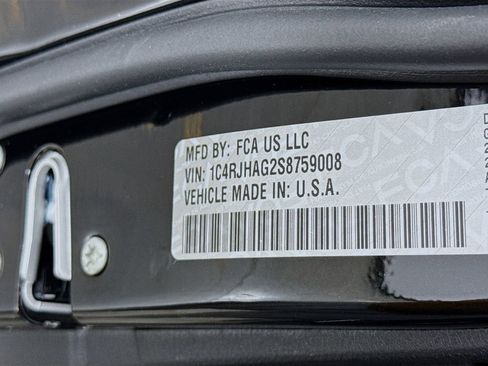 MFD BY: FCA US LLC
VIN: 1C4RJHAG2S8759008
VEHICLE MADE IN: U.S.A.